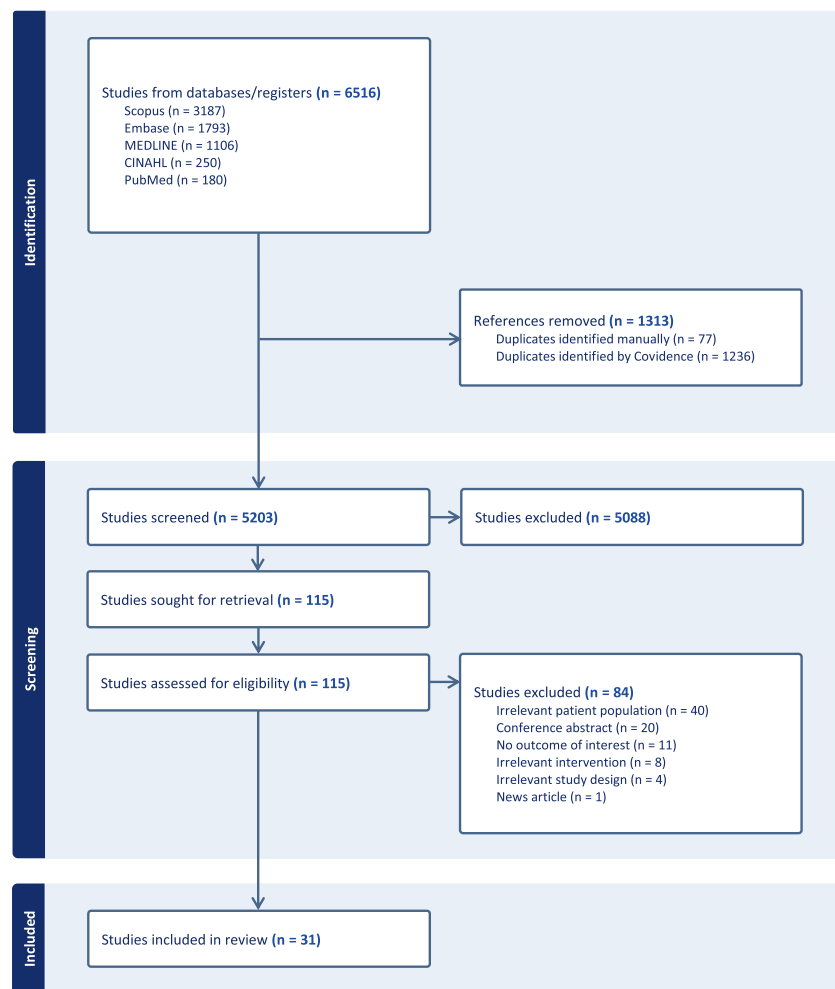 Identification
Studies from databases/registers (n = 6516)
Scopus (n = 3187)
Embase (n = 1793)
MEDLINE (n = 1106)
CINAHL (n = 250)
PubMed (n = 180)
References removed (n = 1313)
Duplicates identified manually (n = 77)
Duplicates identified by Covidence (n = 1236)
Screening
Studies screened (n = 5203)
Studies excluded (n = 5088)
Studies sought for retrieval (n = 115)
Studies assessed for eligibility (n = 115)
Studies excluded (n = 84)
Irrelevant patient population (n = 40)
Conference abstract (n = 20)
No outcome of interest (n = 11)
Irrelevant intervention (n = 8)
Irrelevant study design (n = 4)
News article (n = 1)
Included
Studies included in review (n = 31)